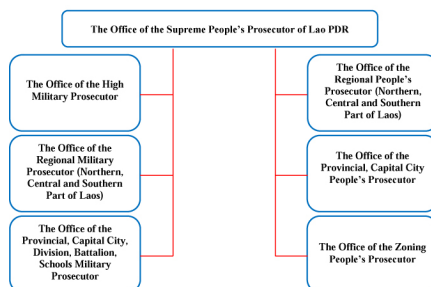 The Office of the Supreme People's Prosecutor of Lao PDR
The Office of the High
Military Prosecutor
The Office of the
Regional Military
Prosecutor (Northern,
Central and Southern
Part of Laos)
The Office of the
Provincial, Capital City,
Division, Battalion,
Schools Military
Prosecutor
The Office of the
Regional People's
Prosecutor (Northern,
Central and Southern
Part of Laos)
The Office of the
Provincial, Capital City
People's Prosecutor
The Office of the Zoning
People's Prosecutor